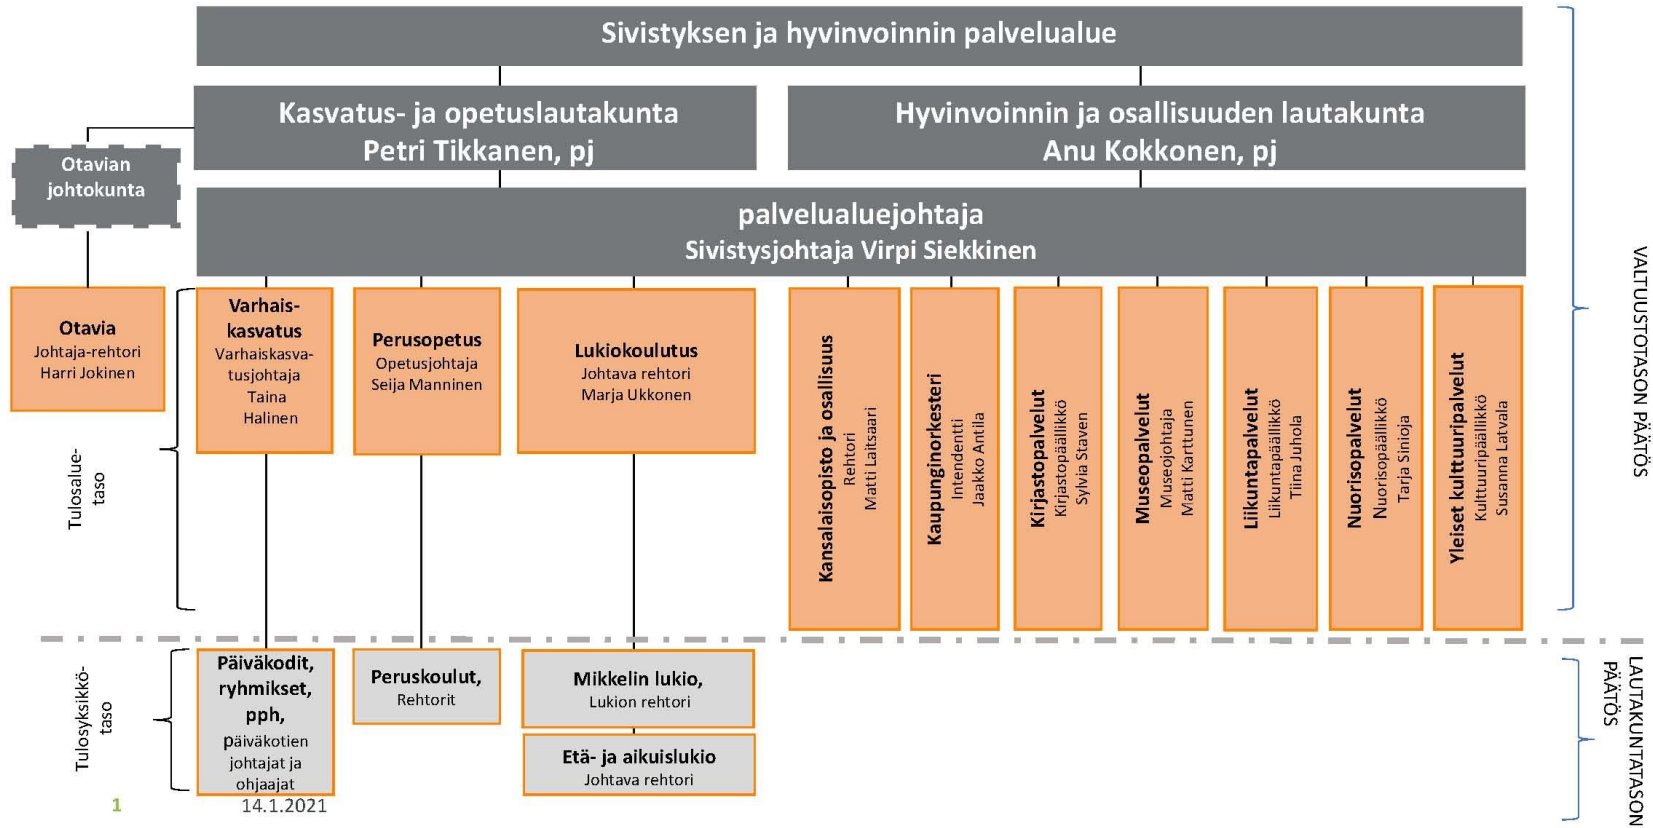 Sivistyksen ja hyvinvoinnin palvelualue
Kasvatus- ja opetuslautakunta
Petri Tikkanen, pj
Hyvinvoinnin ja osallisuuden lautakunta
Anu Kokkonen, pj
Otavian
johtokunta
palvelualuejohtaja
Sivistysjohtaja Virpi Siekkinen
Otavia
Johtaja-rehtori
Harri Jokinen
Varhais-
kasvatus
Varhaiskasva-
tusjohtaja
Taina
Halinen
Perusopetus
Opetusjohtaja
Seija Manninen
Lukiokoulutus
Johtava rehtori
Marja Ukkonen
Kansalaisopisto ja osallisuus
Rehtori
Matti Laitsaari
Kaupunginorkesteri
Intendentti
Jaakko Antila
Kirjastopalvelut
Kirjastopäällikkö
Sylvia Staven
Museopalvelut
Museojohtaja
Matti Karttunen
Liikuntapalvelut
Liikuntapäällikkö
Tiina Juhola
Nuorisopalvelut
Nuorisopäällikkö
Tarja Sinioja
Yleiset kulttuuripalvelut
Kulttuuripäällikkö
Susanna Latvala
VALTUUSTOTASON PÄÄTÖS
Tulosalue-
taso
Tulosyksikkö-
taso
Päiväkodit,
ryhmikset,
pph,
päiväkotien
johtajat ja
ohjaajat
Peruskoulut,
Rehtorit
Mikkelin lukio,
Lukion rehtori
Etä- ja aikuislukio
Johtava rehtori
LAUTAKUNTATASON
PÄÄTÖS
1
14.1.2021